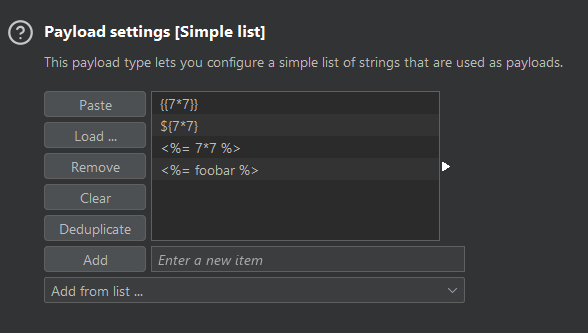 Payload settings [Simple list]
This payload type lets you configure a simple list of strings that are used as payloads.
Paste
Load ...
Remove
Clear
Deduplicate
{{7*7}}
${7*7}
<%= 7*7 %>
<%= foobar %>
Add
Enter a new item
Add from list ...